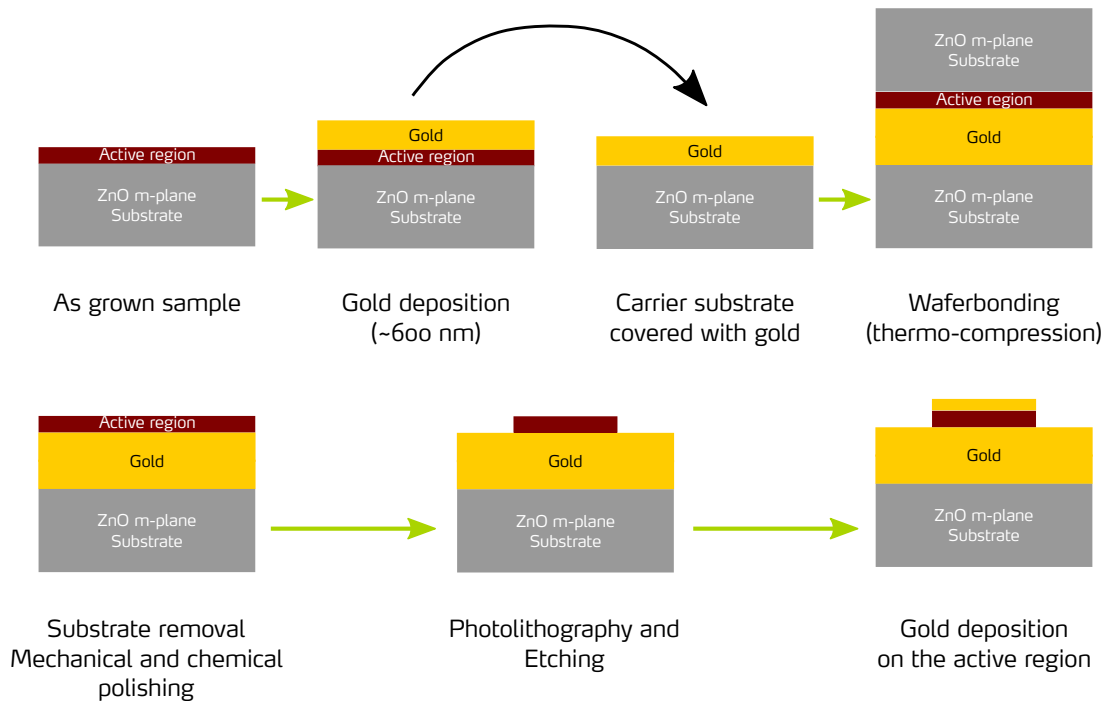 Active region
ZnO m-plane
Substrate
As grown sample
Gold
Active region
ZnO m-plane
Substrate
Gold deposition
(~600 nm)
Gold
ZnO m-plane
Substrate
Carrier substrate
covered with gold
ZnO m-plane
Substrate
Active region
Gold
ZnO m-plane
Substrate
Waferbonding
(thermo-compression)
Active region
Gold
ZnO m-plane
Substrate
Substrate removal
Mechanical and chemical
polishing
Gold
ZnO m-plane
Substrate
Photolithography and
Etching
Gold
ZnO m-plane
Substrate
Gold deposition
on the active region